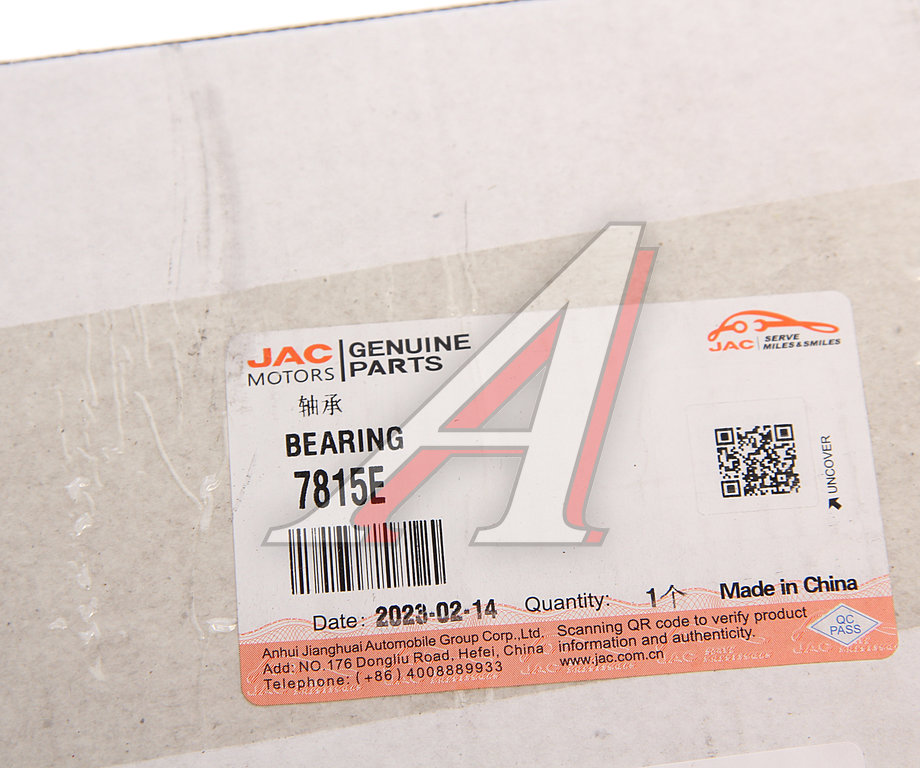 JAC MOTORS | GENUINE PARTS
JAC | SERVE MILES & SMILES
轴承
BEARING
7815E
UNCOVER
Date: 2023-02-14
Quantity: 1个
Made in China
Anhui Jianghuai Automobile Group Corp., Ltd.
Add: NO.176 Dongliu Road, Hefei, China
Telephone: (+86)4008889933
Scanning QR code to verify product
information and authenticity.
www.jac.com.cn
QC
PASS